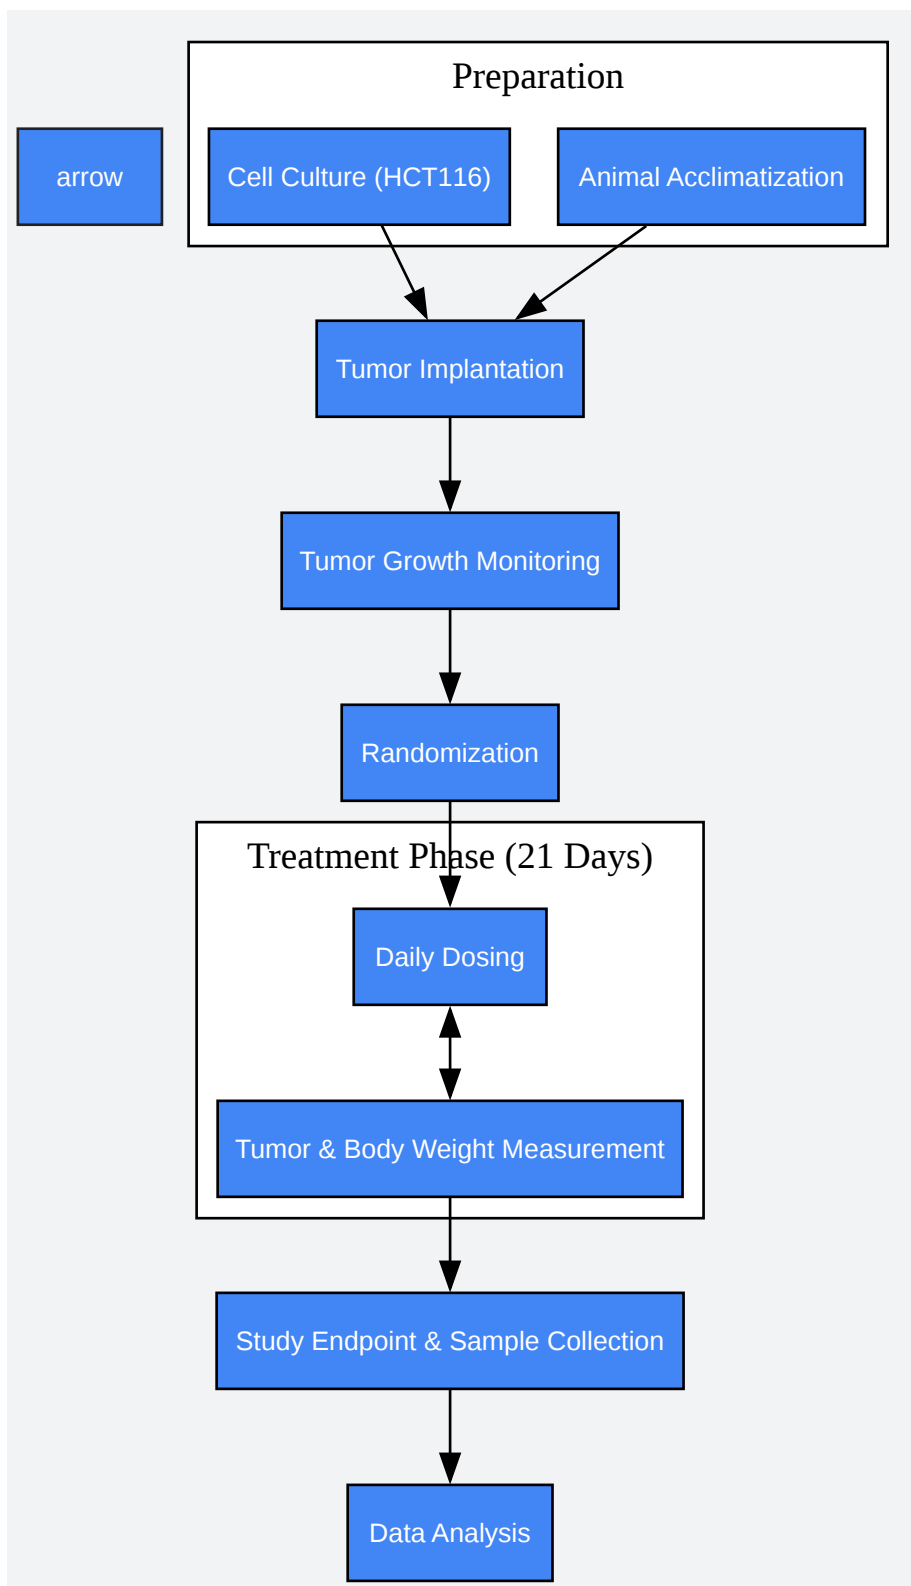 Preparation
arrow
Cell Culture (HCT116)
Animal Acclimatization
Tumor Implantation
Tumor Growth Monitoring
Randomization
Treatment Phase (21 Days)
Daily Dosing
Tumor & Body Weight Measurement
Study Endpoint & Sample Collection
Data Analysis